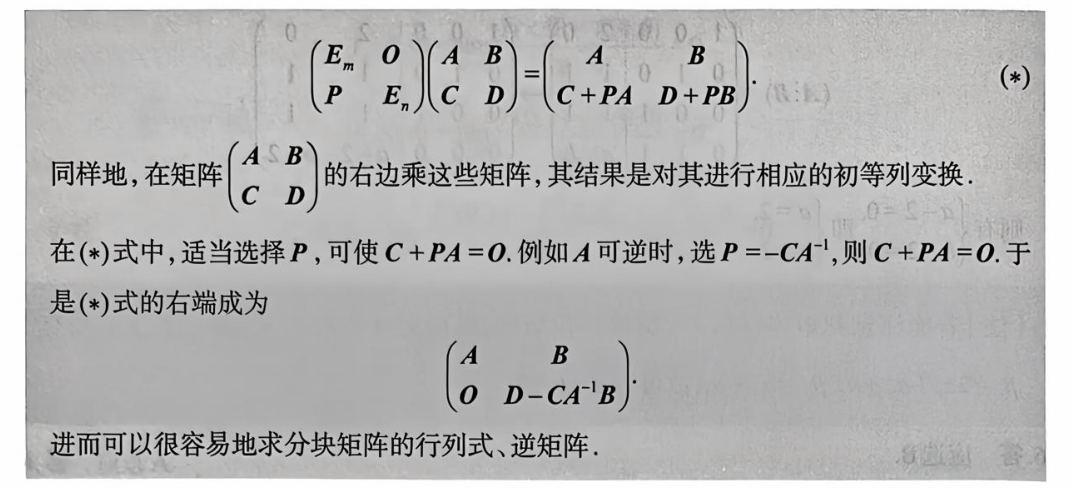 $$\begin{pmatrix} E_m & O \\ P & E_n \end{pmatrix}\begin{pmatrix} A & B \\ C & D \end{pmatrix}=\begin{pmatrix} A & B \\ C+PA & D+PB \end{pmatrix}. \quad (*)$$
同样地,在矩阵$\begin{pmatrix} A & B \\ C & D \end{pmatrix}$的右边乘这些矩阵,其结果是对其进行相应的初等列变换.
在(*)式中,适当选择 P ,可使 C+PA=O. 例如 A 可逆时,选 P=-CA⁻¹,则 C+PA=O. 于
是(*)式的右端成为
$$\begin{pmatrix} A & B \\ O & D-CA^{-1}B \end{pmatrix}.$$
进而可以很容易地求分块矩阵的行列式、逆矩阵.